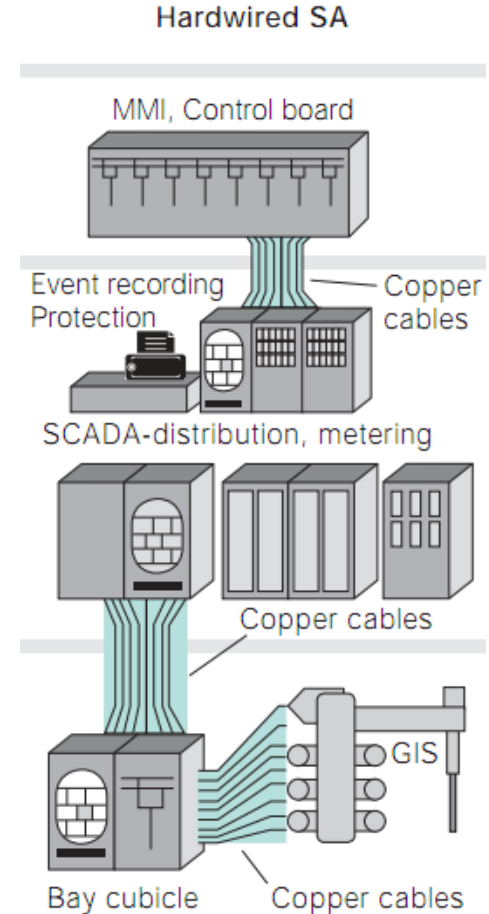 Hardwired SA
MMI, Control board
Event recording
Protection
Copper
cables
SCADA-distribution, metering
Copper cables
GIS
Bay cubicle
Copper cables